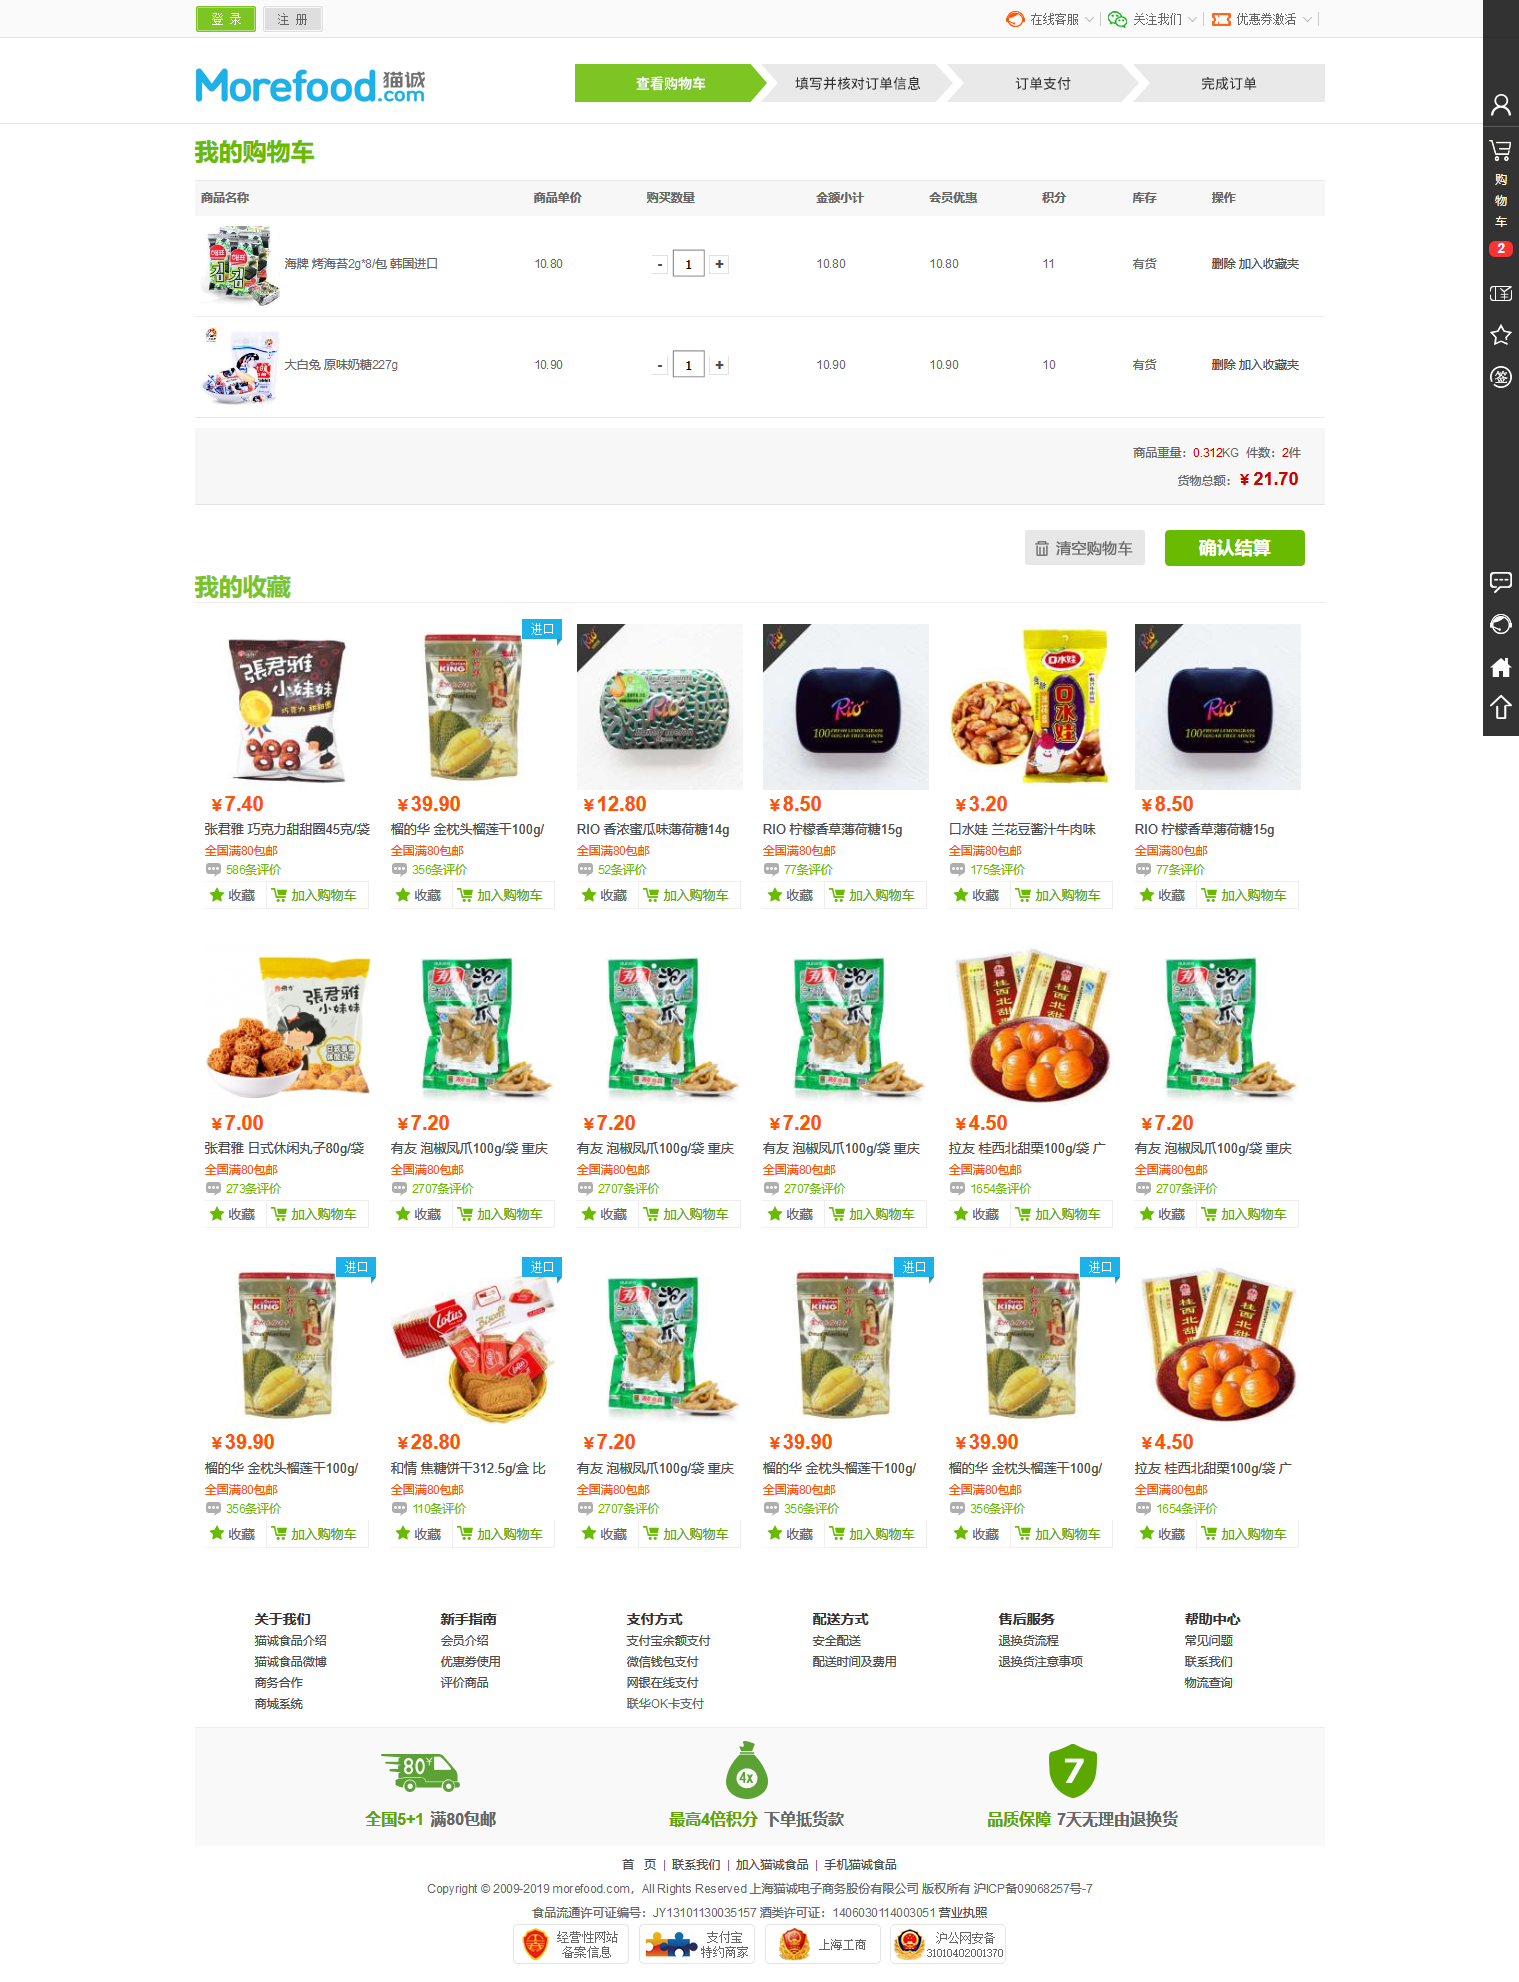 登 录 注 册 在线客服 关注我们 优惠券激活
Morefood.com 猫诚 查看购物车 填写并核对订单信息 订单支付 完成订单
我的购物车
商品名称 商品单价 购买数量 金额小计 会员优惠 积分 库存 操作
海牌 烤海苔2g*8/包 韩国进口 10.80 - 1 + 10.80 10.80 11 有货 删除 加入收藏夹
大白兔 原味奶糖227g 10.90 - 1 + 10.90 10.90 10 有货 删除 加入收藏夹
商品重量：0.312KG 件数：2件
货物总额：¥ 21.70
清空购物车 确认结算
购
物
车
2
签
我的收藏
进口
¥7.40 ¥39.90 ¥12.80 ¥8.50 ¥3.20 ¥8.50
张君雅 巧克力甜甜圈45克/袋 榴的华 金枕头榴莲干100g/ RIO 香浓蜜瓜味薄荷糖14g RIO 柠檬香草薄荷糖15g 口水娃 兰花豆酱汁牛肉味 RIO 柠檬香草薄荷糖15g
全国满80包邮 全国满80包邮 全国满80包邮 全国满80包邮 全国满80包邮 全国满80包邮
586条评价 356条评价 52条评价 77条评价 175条评价 77条评价
收藏 加入购物车 收藏 加入购物车 收藏 加入购物车 收藏 加入购物车 收藏 加入购物车 收藏 加入购物车
¥7.00 ¥7.20 ¥7.20 ¥7.20 ¥4.50 ¥7.20
张君雅 日式休闲丸子80g/袋 有友 泡椒凤爪100g/袋 重庆 有友 泡椒凤爪100g/袋 重庆 有友 泡椒凤爪100g/袋 重庆 拉友 桂西北甜栗100g/袋 广 有友 泡椒凤爪100g/袋 重庆
全国满80包邮 全国满80包邮 全国满80包邮 全国满80包邮 全国满80包邮 全国满80包邮
273条评价 2707条评价 2707条评价 2707条评价 1654条评价 2707条评价
收藏 加入购物车 收藏 加入购物车 收藏 加入购物车 收藏 加入购物车 收藏 加入购物车 收藏 加入购物车
进口 进口 进口 进口
¥39.90 ¥28.80 ¥7.20 ¥39.90 ¥39.90 ¥4.50
榴的华 金枕头榴莲干100g/ 和情 焦糖饼干312.5g/盒 比 有友 泡椒凤爪100g/袋 重庆 榴的华 金枕头榴莲干100g/ 榴的华 金枕头榴莲干100g/ 拉友 桂西北甜栗100g/袋 广
全国满80包邮 全国满80包邮 全国满80包邮 全国满80包邮 全国满80包邮 全国满80包邮
356条评价 110条评价 2707条评价 356条评价 356条评价 1654条评价
收藏 加入购物车 收藏 加入购物车 收藏 加入购物车 收藏 加入购物车 收藏 加入购物车 收藏 加入购物车
关于我们 新手指南 支付方式 配送方式 售后服务 帮助中心
猫诚食品介绍 会员介绍 支付宝余额支付 安全配送 退换货流程 常见问题
猫诚食品微博 优惠券使用 微信钱包支付 配送时间及费用 退换货注意事项 联系我们
商务合作 评价商品 网银在线支付 物流查询
商城系统 联华OK卡支付
80¥ 4x 7
全国5+1 满80包邮 最高4倍积分 下单抵货款 品质保障 7天无理由退换货
首 页 | 联系我们 | 加入猫诚食品 | 手机猫诚食品
Copyright © 2009-2019 morefood.com，All Rights Reserved 上海猫诚电子商务股份有限公司 版权所有 沪ICP备09068257号-7
食品流通许可证编号：JY13101130035157 酒类许可证：1406030114003051 营业执照
经营性网站 备案信息 支付宝 特约商家 上海工商 沪公网安备 31010402001370